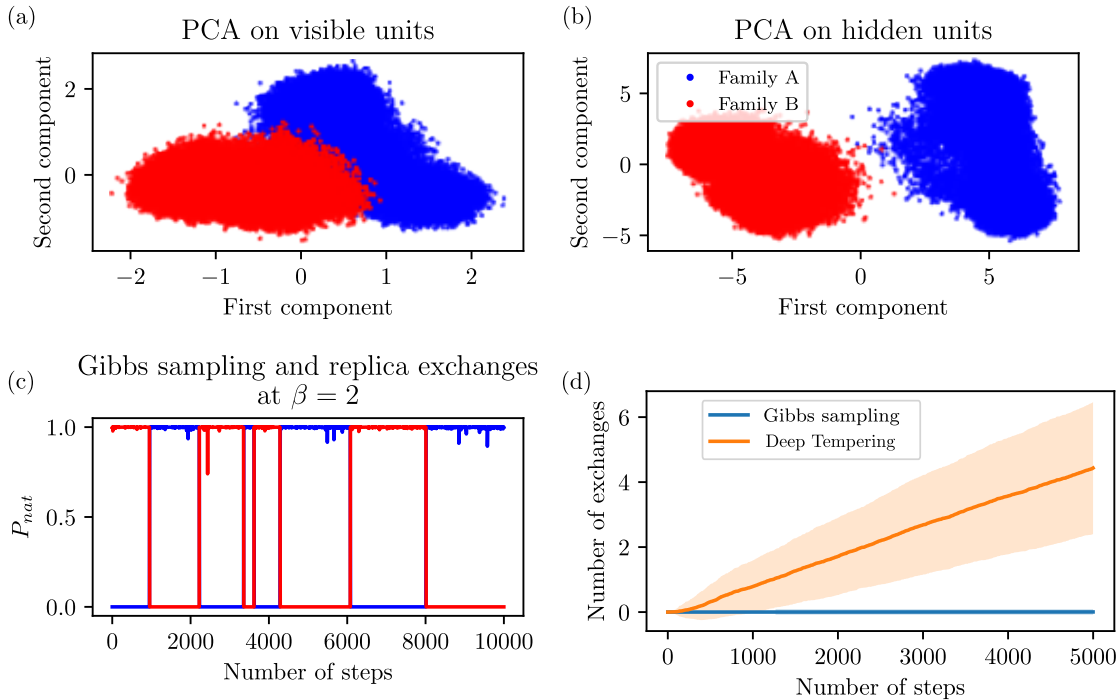 (a)
PCA on visible units
Second component
2
0
−2
−1
0
1
2
First component
(b)
PCA on hidden units
Family A
Family B
Second component
5
0
−5
−5
0
5
First component
(c)
Gibbs sampling and replica exchanges
at β = 2
P_nat
1.0
0.5
0.0
0
2000
4000
6000
8000
10000
Number of steps
(d)
Gibbs sampling
Deep Tempering
Number of exchanges
6
4
2
0
0
1000
2000
3000
4000
5000
Number of steps